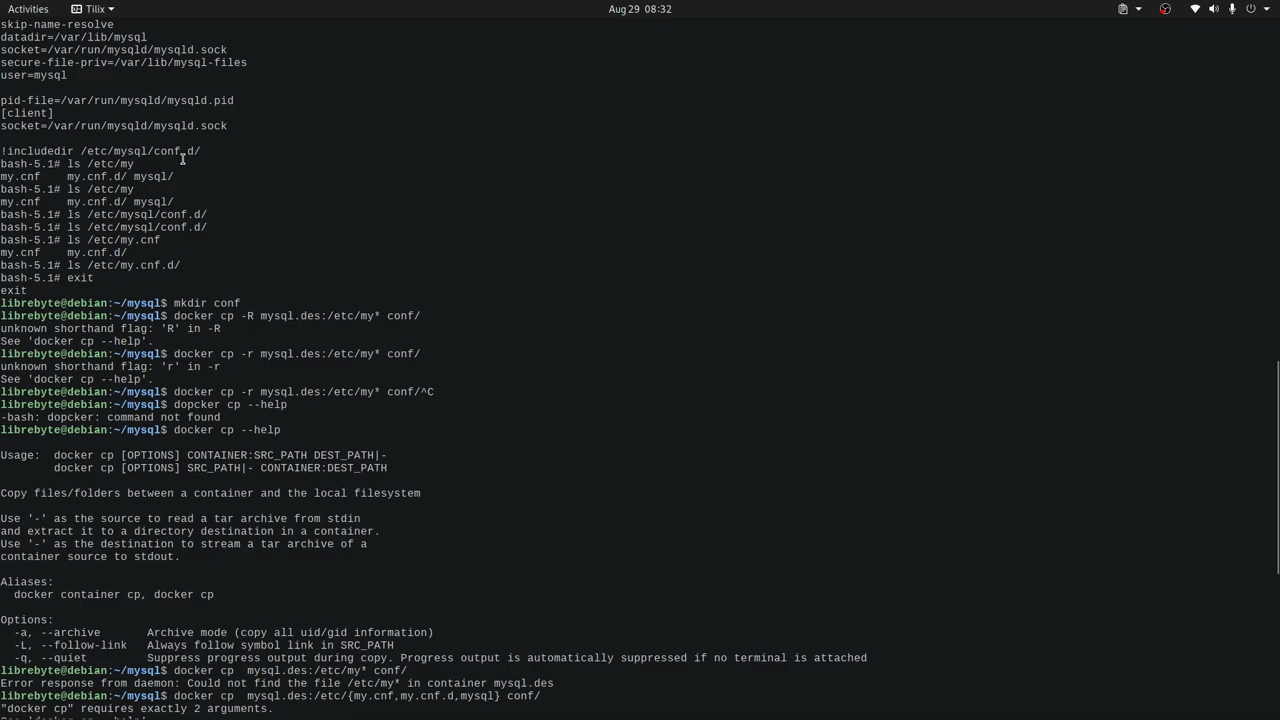 Activities Tilix Aug 29 08:32
skip-name-resolve
datadir=/var/lib/mysql
socket=/var/run/mysqld/mysqld.sock
secure-file-priv=/var/lib/mysql-files
user=mysql
pid-file=/var/run/mysqld/mysqld.pid
[client]
socket=/var/run/mysqld/mysqld.sock
!includedir /etc/mysql/conf.d/
bash-5.1# ls /etc/my
my.cnf    my.cnf.d/ mysql/
bash-5.1# ls /etc/my
my.cnf    my.cnf.d/ mysql/
bash-5.1# ls /etc/mysql/conf.d/
bash-5.1# ls /etc/mysql/conf.d/
bash-5.1# ls /etc/my.cnf
my.cnf    my.cnf.d/
bash-5.1# ls /etc/my.cnf.d/
bash-5.1# exit
exit
librebyte@debian:~/mysql$ mkdir conf
librebyte@debian:~/mysql$ docker cp -R mysql.des:/etc/my* conf/
unknown shorthand flag: 'R' in -R
See 'docker cp --help'.
librebyte@debian:~/mysql$ docker cp -r mysql.des:/etc/my* conf/
unknown shorthand flag: 'r' in -r
See 'docker cp --help'.
librebyte@debian:~/mysql$ docker cp -r mysql.des:/etc/my* conf/^C
librebyte@debian:~/mysql$ dopcker cp --help
-bash: dopcker: command not found
librebyte@debian:~/mysql$ docker cp --help
Usage:  docker cp [OPTIONS] CONTAINER:SRC_PATH DEST_PATH|-
        docker cp [OPTIONS] SRC_PATH|- CONTAINER:DEST_PATH
Copy files/folders between a container and the local filesystem
Use '-' as the source to read a tar archive from stdin
and extract it to a directory destination in a container.
Use '-' as the destination to stream a tar archive of a
container source to stdout.
Aliases:
  docker container cp, docker cp
Options:
  -a, --archive       Archive mode (copy all uid/gid information)
  -L, --follow-link   Always follow symbol link in SRC_PATH
  -q, --quiet         Suppress progress output during copy. Progress output is automatically suppressed if no terminal is attached
librebyte@debian:~/mysql$ docker cp  mysql.des:/etc/my* conf/
Error response from daemon: Could not find the file /etc/my* in container mysql.des
librebyte@debian:~/mysql$ docker cp  mysql.des:/etc/{my.cnf,my.cnf.d,mysql} conf/
"docker cp" requires exactly 2 arguments.
See 'docker cp --help'.